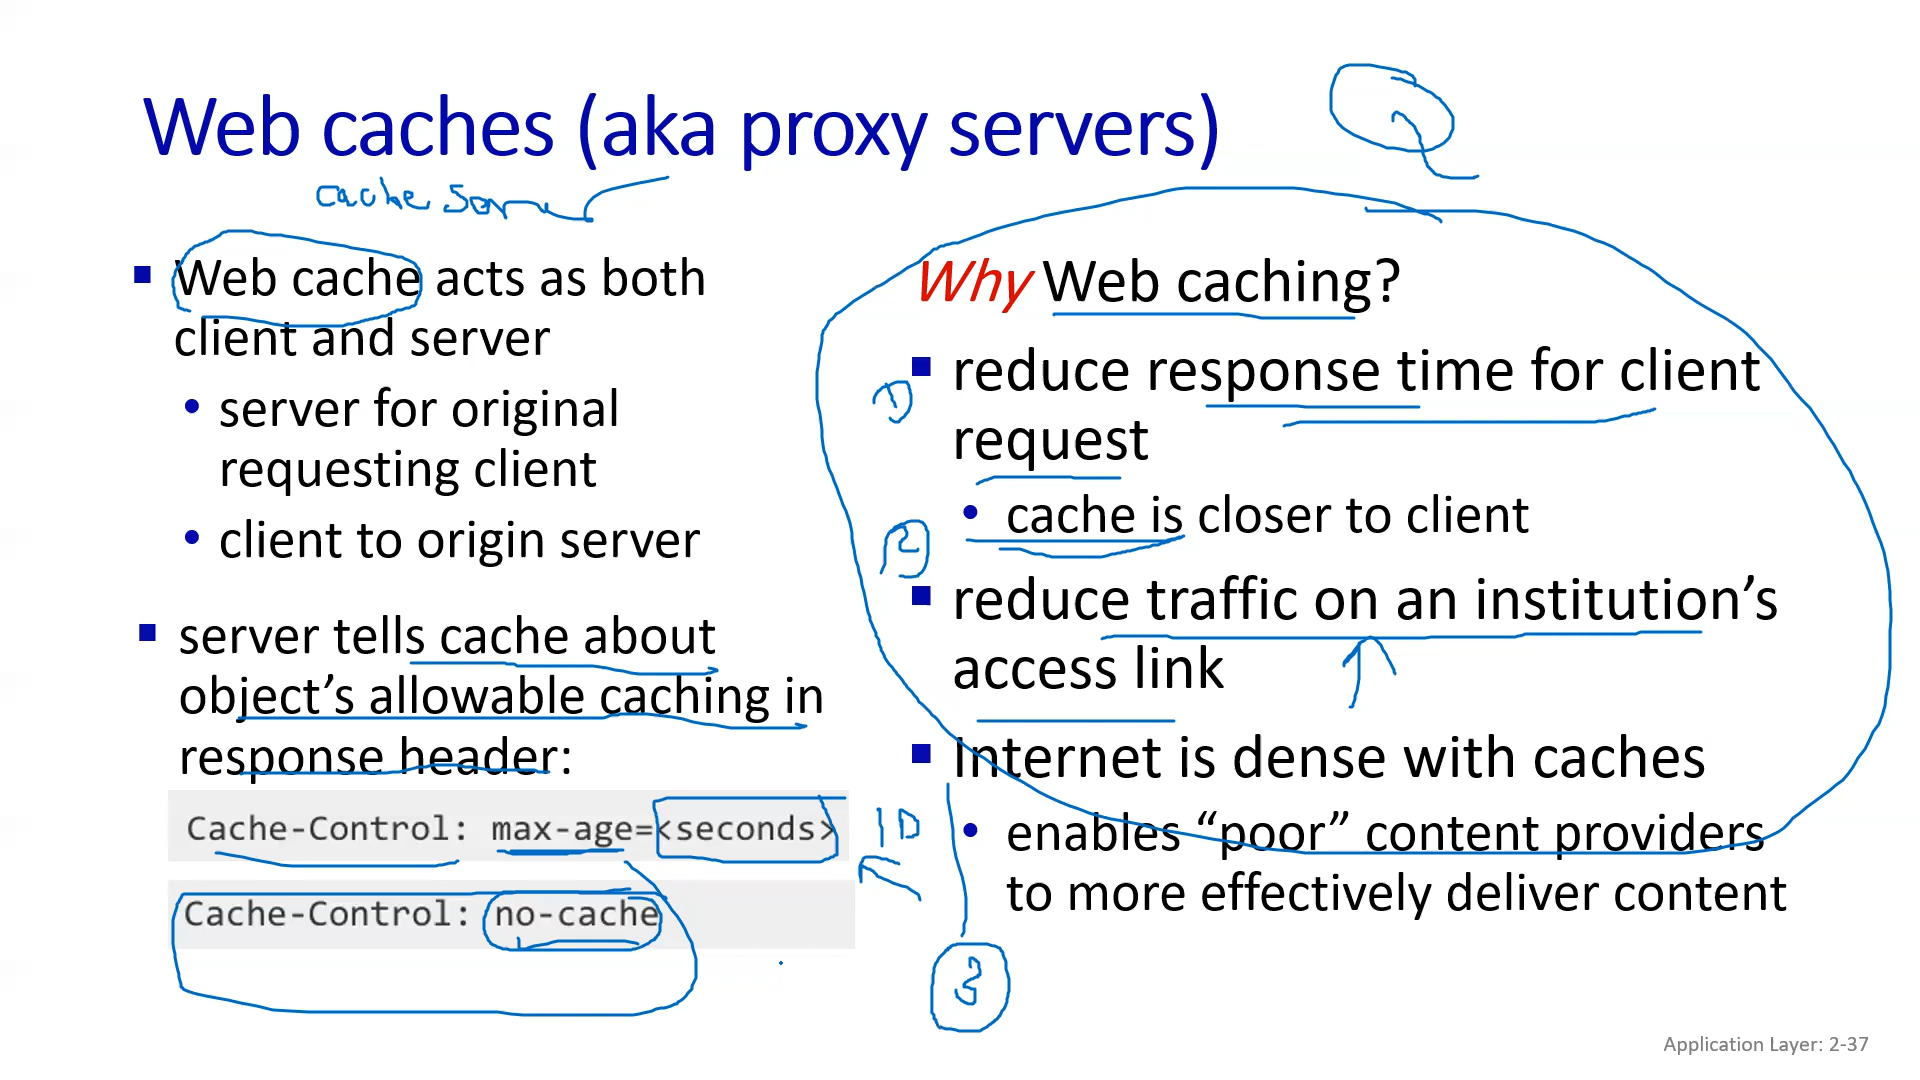 Web caches (aka proxy servers)
Q
cache server
Web cache acts as both
client and server
server for original
requesting client
client to origin server
server tells cache about
object's allowable caching in
response header:
Cache-Control: max-age=<seconds>
1D
Cache-Control: no-cache
Why Web caching?
1
reduce response time for client
request
cache is closer to client
2
reduce traffic on an institution's
access link
Internet is dense with caches
enables “poor” content providers
to more effectively deliver content
3
Application Layer: 2-37